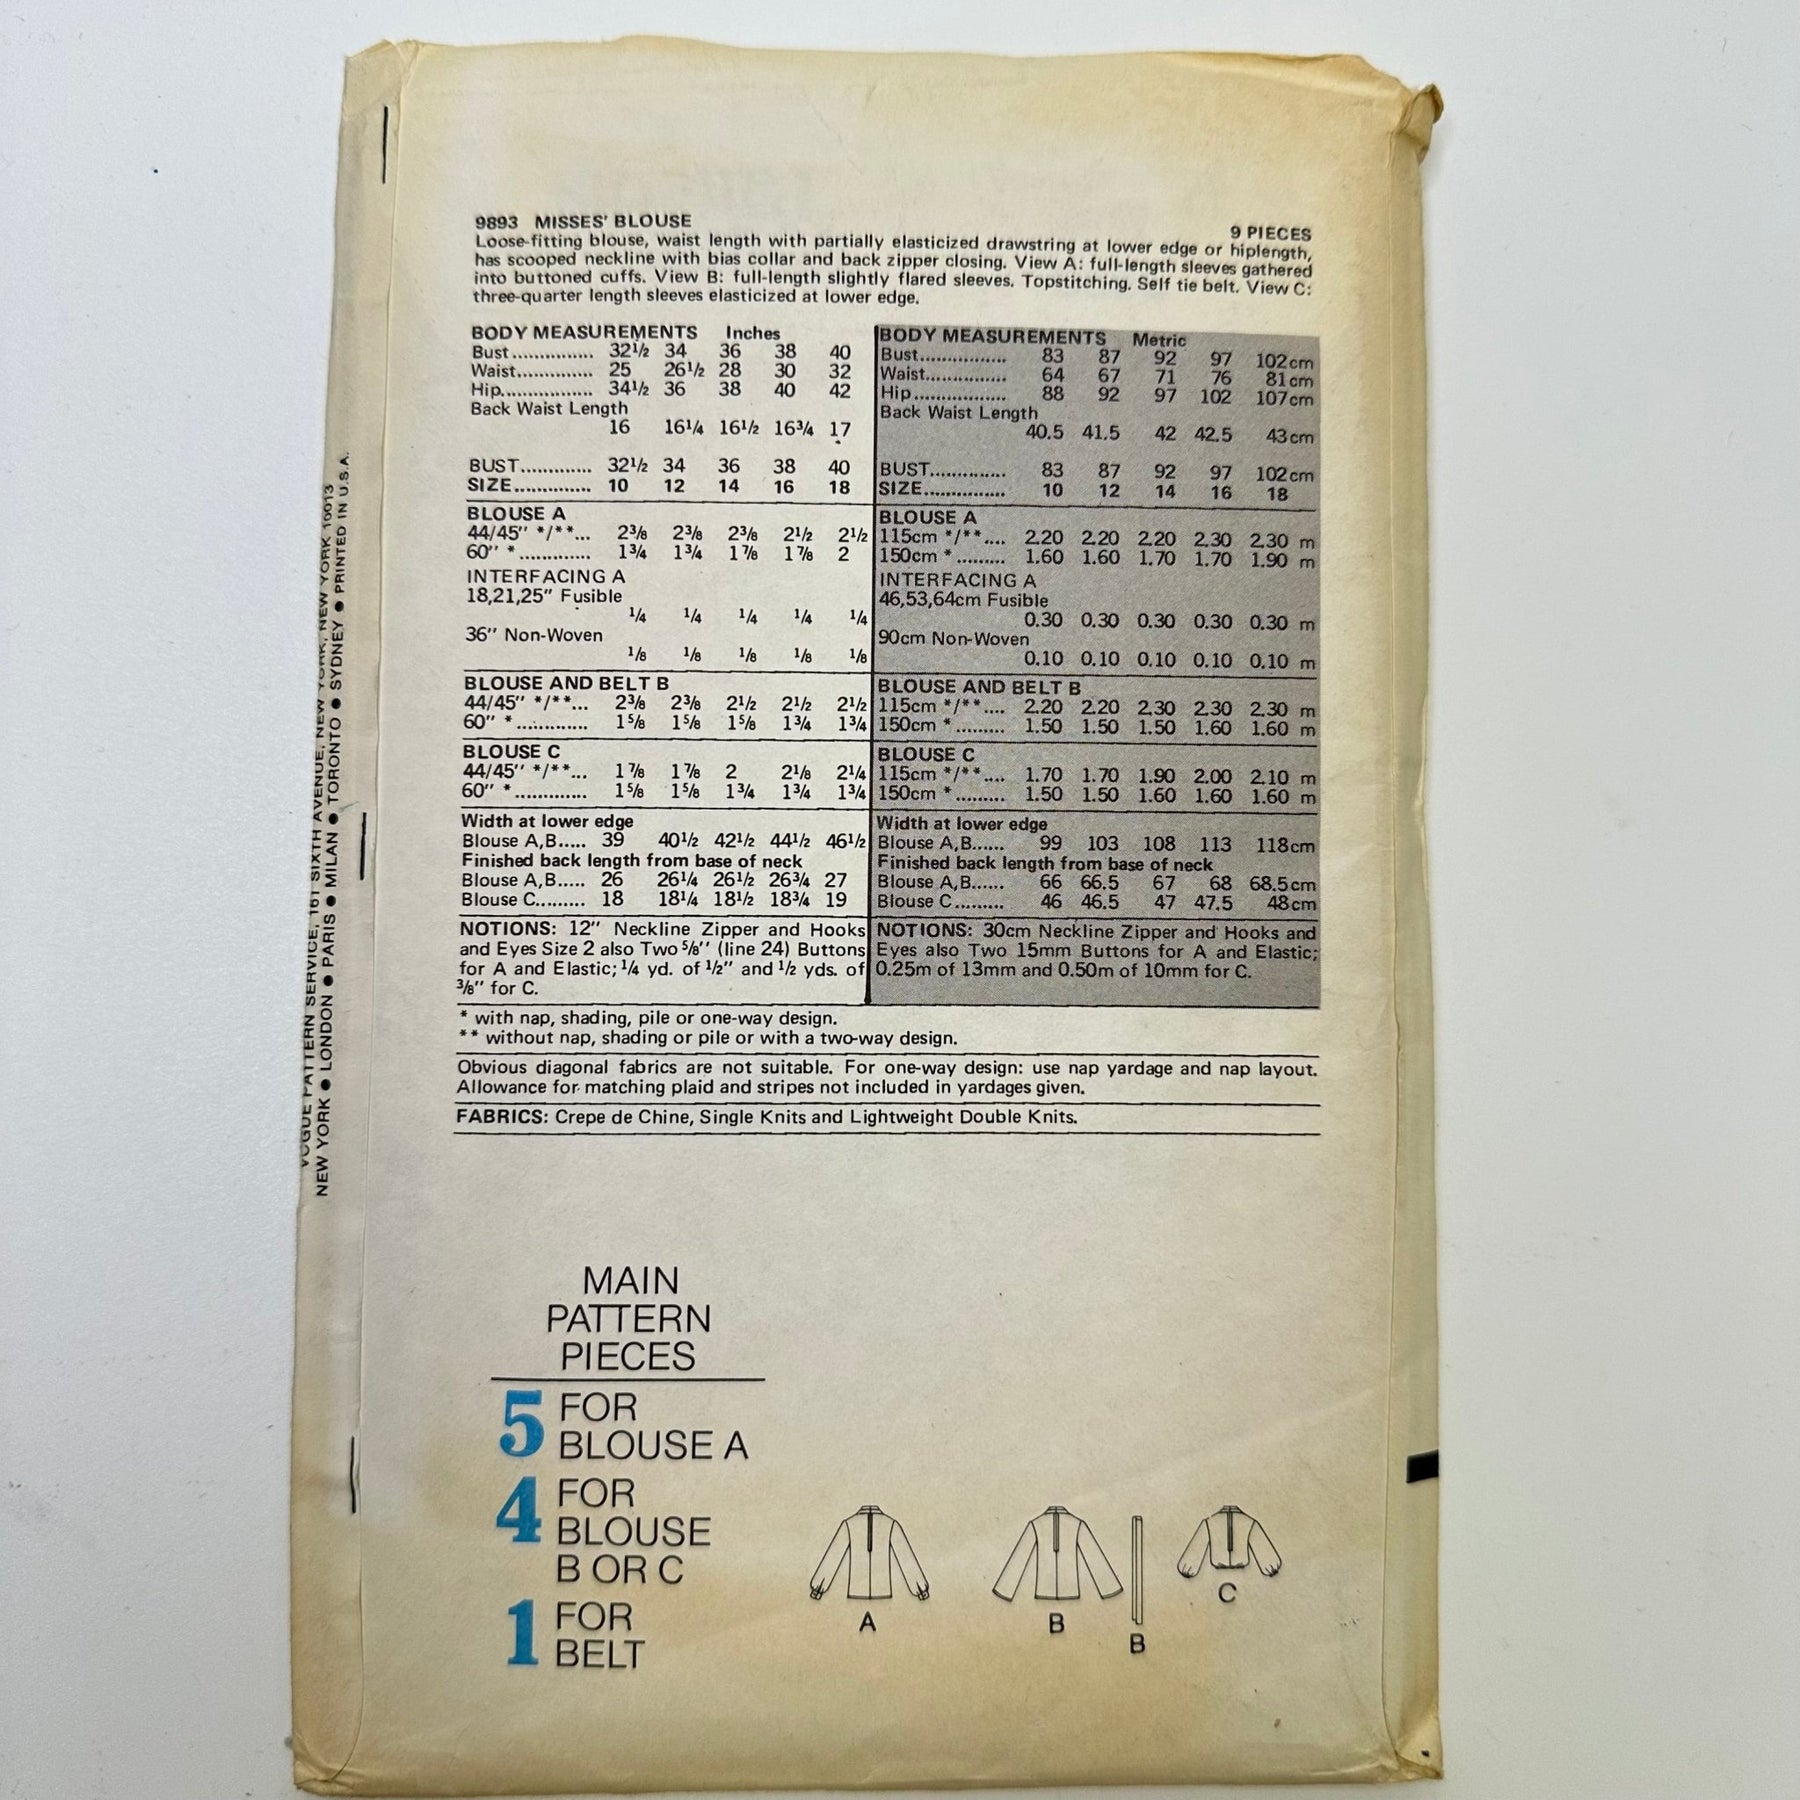 9893 MISSES' BLOUSE 9 PIECES
Loose-fitting blouse, waist length with partially elasticized drawstring at lower edge or hiplength,
has scooped neckline with bias collar and back zipper closing. View A: full-length sleeves gathered
into buttoned cuffs. View B: full-length slightly flared sleeves. Topstitching. Self tie belt. View C:
three-quarter length sleeves elasticized at lower edge.
BODY MEASUREMENTS Inches
Bust............... 32½ 34 36 38 40
Waist.............. 25 26½ 28 30 32
Hip................. 34½ 36 38 40 42
Back Waist Length
16 16¼ 16½ 16¾ 17
BUST............. 32½ 34 36 38 40
SIZE.............. 10 12 14 16 18
BLOUSE A
44/45" */**... 2⅜ 2⅜ 2⅜ 2½ 2½
60" * ............. 1¾ 1¾ 1⅞ 1⅞ 2
INTERFACING A
18,21,25" Fusible
¼ ¼ ¼ ¼ ¼
36" Non-Woven
⅛ ⅛ ⅛ ⅛ ⅛
BLOUSE AND BELT B
44/45" */**... 2⅜ 2⅜ 2½ 2½ 2½
60" * ............. 1⅝ 1⅝ 1⅝ 1¾ 1¾
BLOUSE C
44/45" */**... 1⅞ 1⅞ 2 2⅛ 2¼
60" * ............. 1⅝ 1⅝ 1¾ 1¾ 1¾
Width at lower edge
Blouse A,B..... 39 40½ 42½ 44½ 46½
Finished back length from base of neck
Blouse A,B..... 26 26¼ 26½ 26¾ 27
Blouse C......... 18 18¼ 18½ 18¾ 19
NOTIONS: 12" Neckline Zipper and Hooks
and Eyes Size 2 also Two ⅝" (line 24) Buttons
for A and Elastic; ¼ yd. of ½" and ½ yds. of
⅜" for C.
BODY MEASUREMENTS Metric
Bust................ 83 87 92 97 102cm
Waist............... 64 67 71 76 81cm
Hip................. 88 92 97 102 107cm
Back Waist Length
40.5 41.5 42 42.5 43cm
BUST.............. 83 87 92 97 102cm
SIZE............... 10 12 14 16 18
BLOUSE A
115cm */**.... 2.20 2.20 2.20 2.30 2.30 m
150cm * ......... 1.60 1.60 1.70 1.70 1.90 m
INTERFACING A
46,53,64cm Fusible
0.30 0.30 0.30 0.30 0.30 m
90cm Non-Woven
0.10 0.10 0.10 0.10 0.10 m
BLOUSE AND BELT B
115cm */**.... 2.20 2.20 2.30 2.30 2.30 m
150cm * ......... 1.50 1.50 1.50 1.60 1.60 m
BLOUSE C
115cm */**.... 1.70 1.70 1.90 2.00 2.10 m
150cm * ......... 1.50 1.50 1.60 1.60 1.60 m
Width at lower edge
Blouse A,B...... 99 103 108 113 118cm
Finished back length from base of neck
Blouse A,B...... 66 66.5 67 68 68.5cm
Blouse C......... 46 46.5 47 47.5 48cm
NOTIONS: 30cm Neckline Zipper and Hooks and
Eyes also Two 15mm Buttons for A and Elastic;
0.25m of 13mm and 0.50m of 10mm for C.
* with nap, shading, pile or one-way design.
** without nap, shading or pile or with a two-way design.
Obvious diagonal fabrics are not suitable. For one-way design: use nap yardage and nap layout.
Allowance for matching plaid and stripes not included in yardages given.
FABRICS: Crepe de Chine, Single Knits and Lightweight Double Knits.
VOGUE PATTERN SERVICE, 161 SIXTH AVENUE, NEW YORK, NEW YORK 10013
NEW YORK ● LONDON ● PARIS ● MILAN ● TORONTO ● SYDNEY ● PRINTED IN U.S.A.
MAIN
PATTERN
PIECES
5 FOR
BLOUSE A
4 FOR
BLOUSE
B OR C
1 FOR
BELT
A
B
B
C